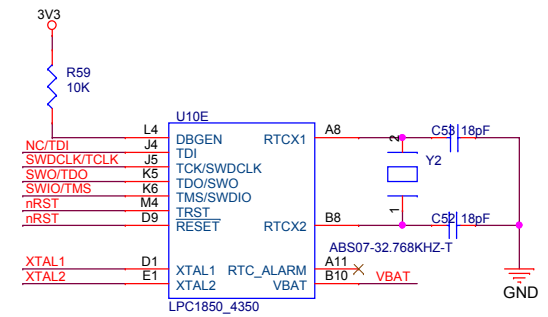 3V3
R59
10K
U10E
L4 DBGEN RTCX1 A8 C53 18pF
NC/TDI J4 TDI
SWDCLK/TCLK J5 TCK/SWDCLK 2 Y2
SWO/TDO K5 TDO/SWO
SWIO/TMS K6 TMS/SWDIO
nRST M4 TRST 1
nRST D9 RESET RTCX2 B8 C52 18pF
ABS07-32.768KHZ-T
XTAL1 D1 XTAL1 RTC_ALARM A11
XTAL2 E1 XTAL2 VBAT B10 VBAT
GND
LPC1850_4350